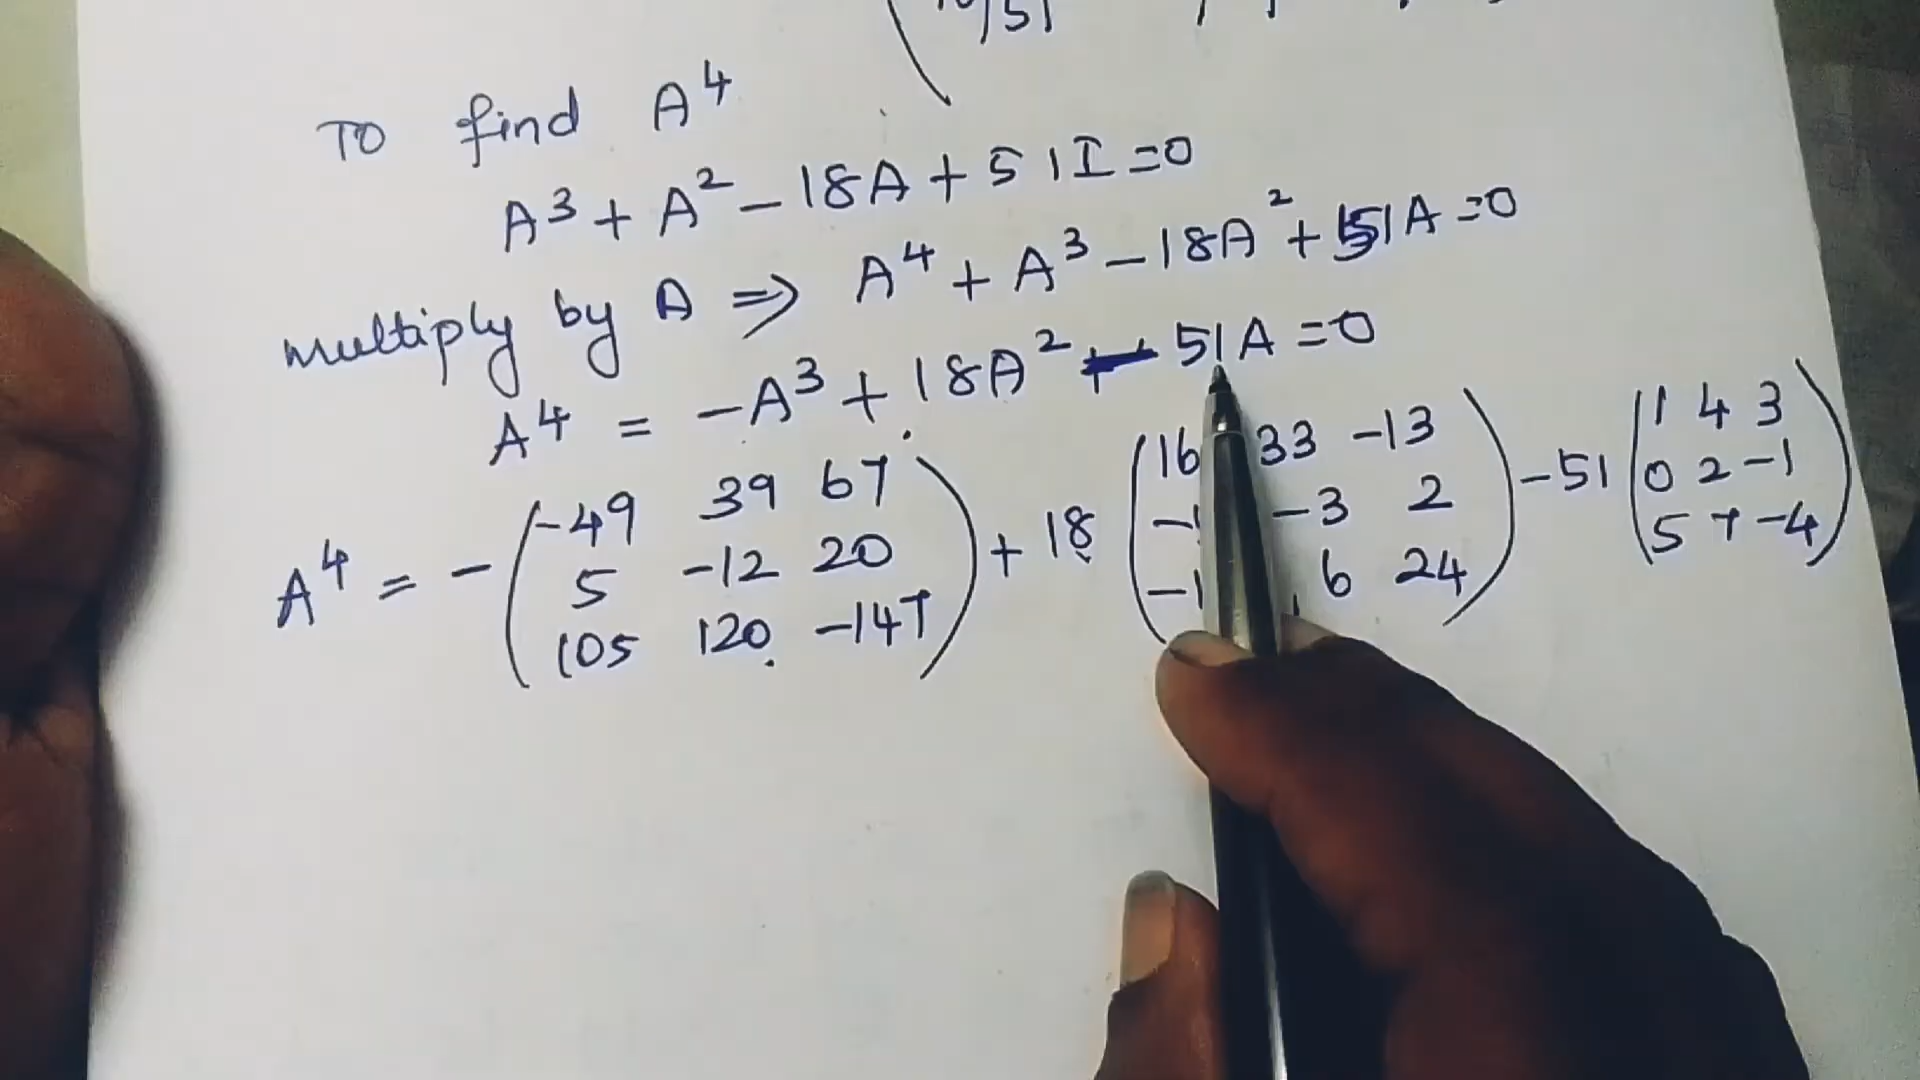 /51
To find A⁴
A³ + A² - 18A + 51I = 0
multiply by A ⇒ A⁴ + A³ - 18A² + 51A = 0
A⁴ = -A³ + 18A² - 51A = 0
A⁴ = - (-49 39 67 + 18 (16 33 -13 - 51 (1 4 3
5 -12 20 -3 2 0 2 -1
105 120 -147) 6 24) 5 7 -4)